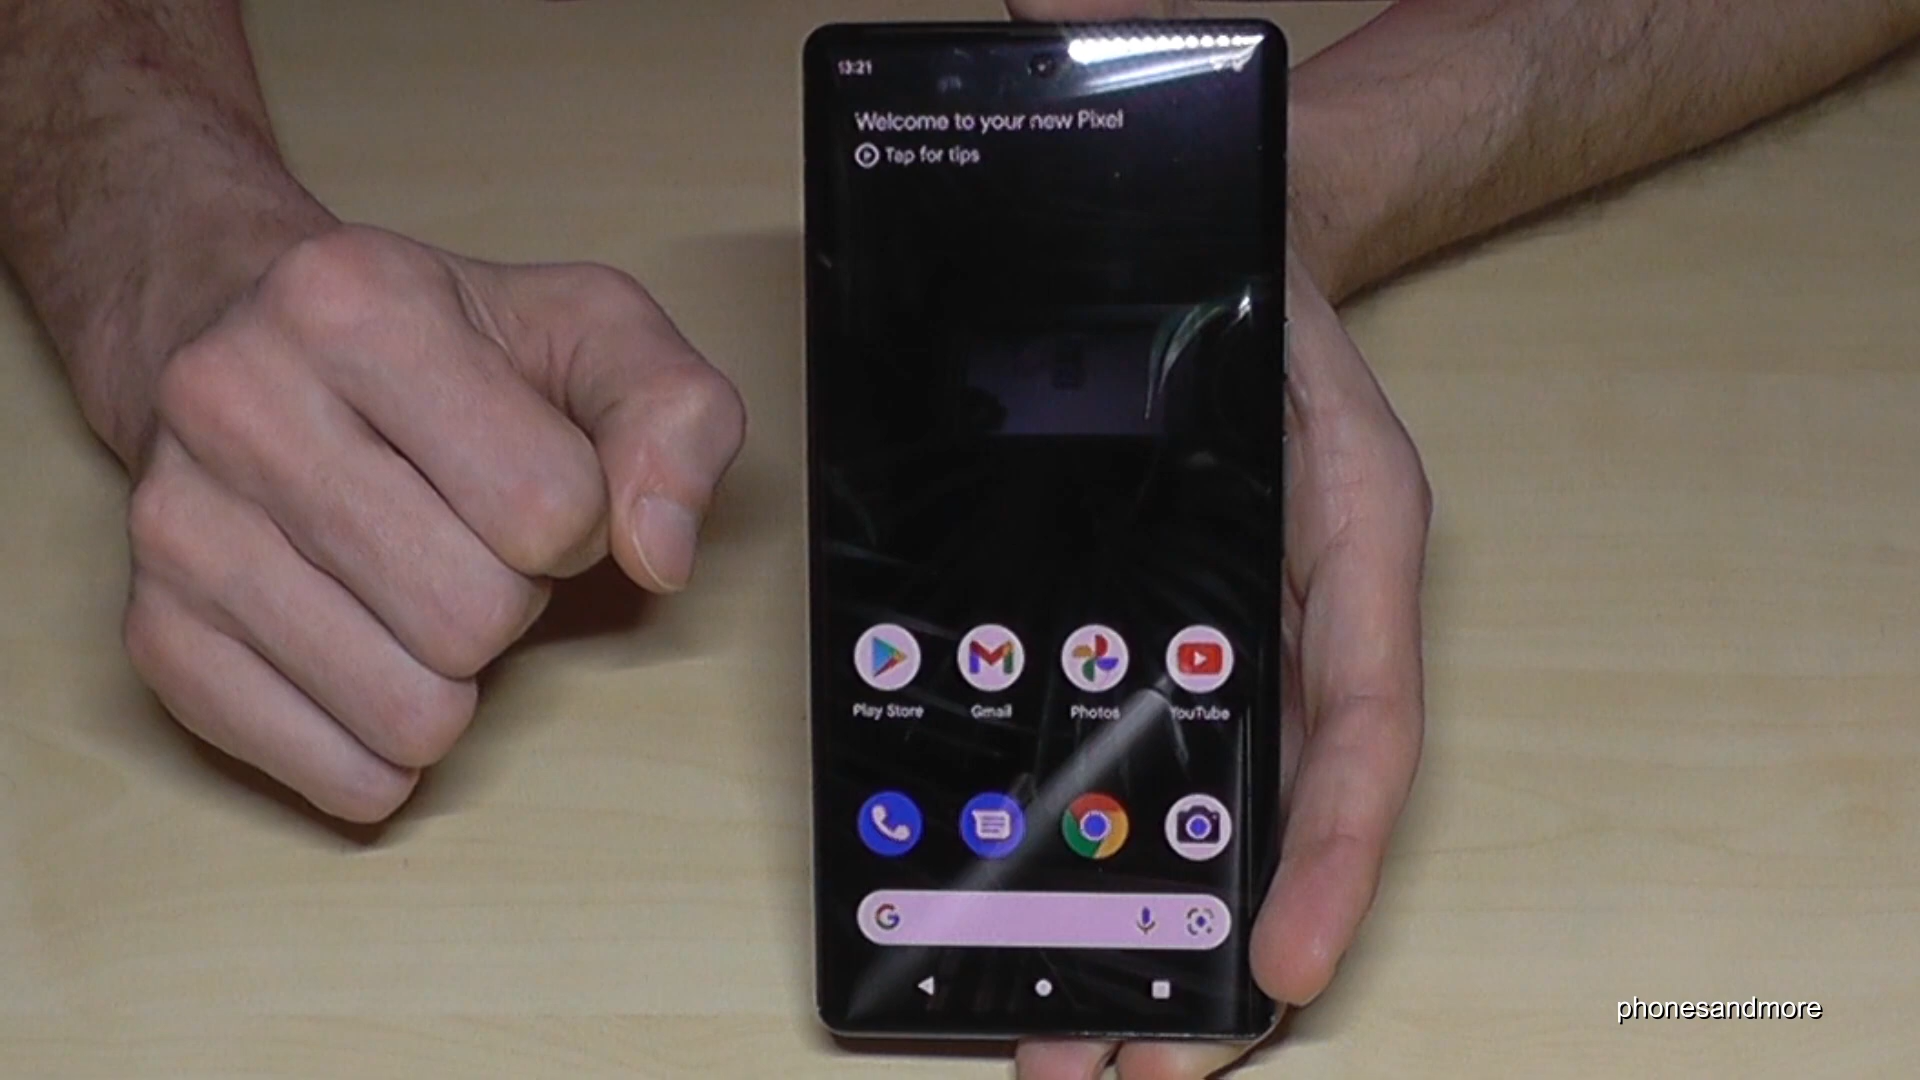 13:21
Welcome to your new Pixel
Tap for tips
Play Store Gmail Photos YouTube
G
phonesandmore